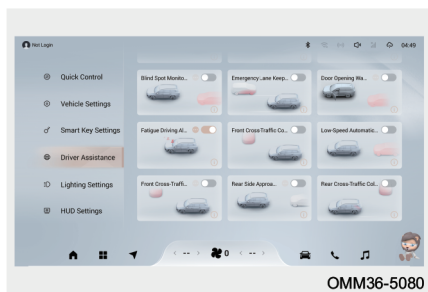 Not Login
04:49
Quick Control
Blind Spot Monito...
Emergency Lane Keep...
Door Opening Wa...
Vehicle Settings
Smart Key Settings
Fatigue Driving Al...
Front Cross Traffic Co...
Low-Speed Automatic...
Driver Assistance
Lighting Settings
Front Cross-Traffi...
Rear Side Approa...
Rear Cross-Traffic Col...
HUD Settings
-- 0 --
OMM36-5080